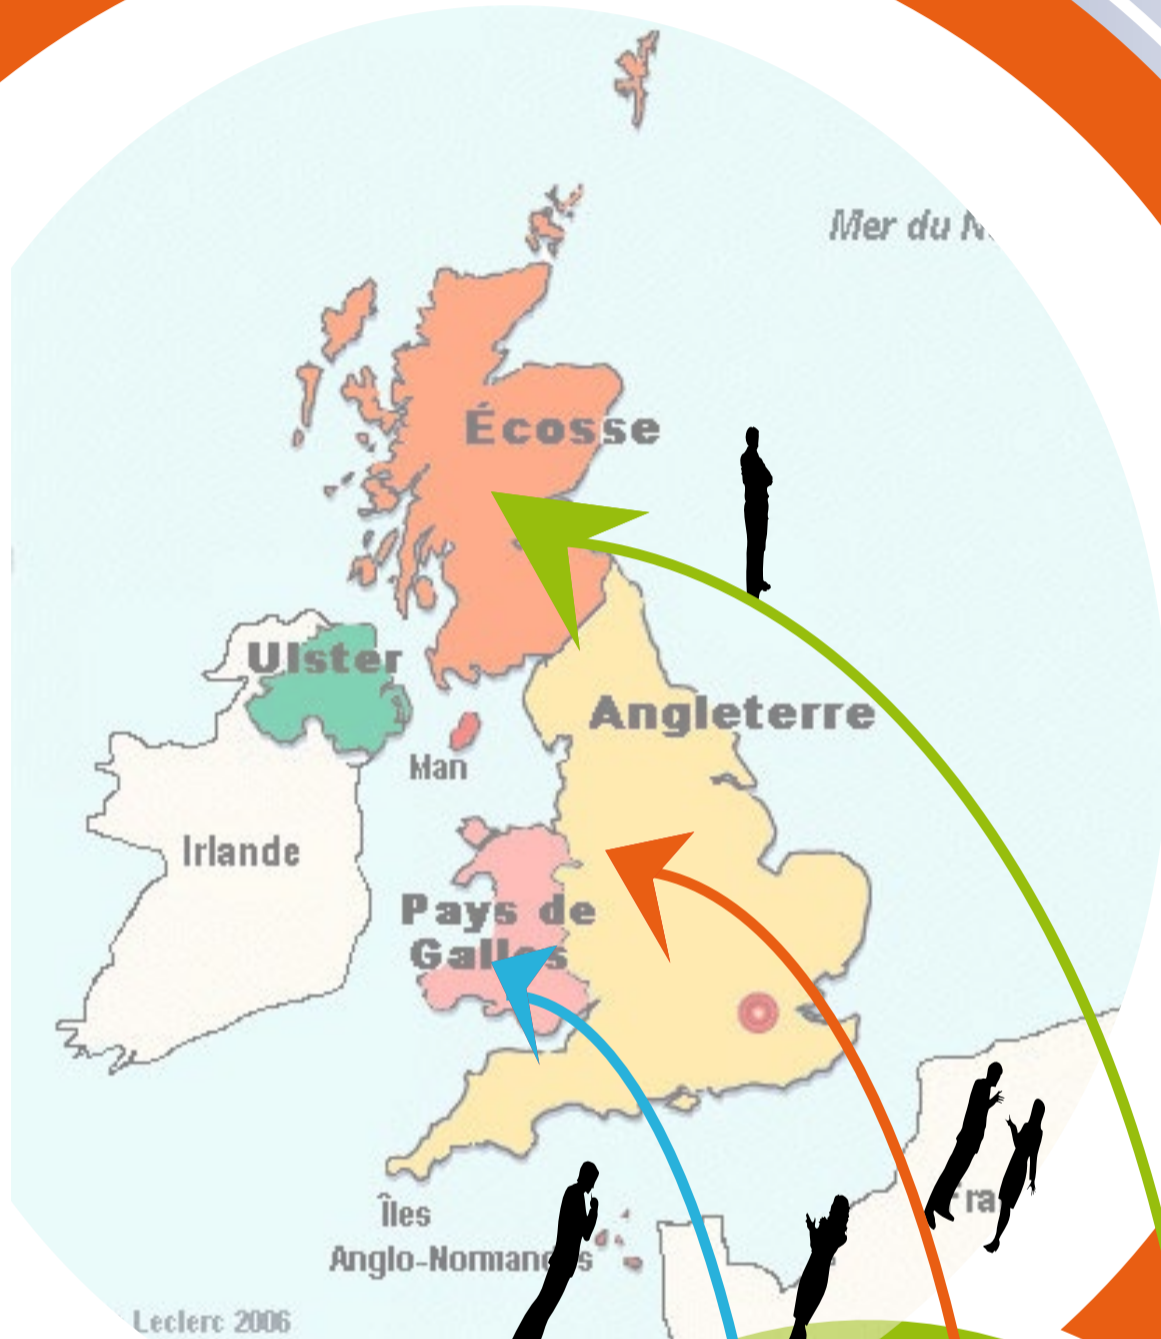 Mer du
Écosse
Ulster
Angleterre
Man
Irlande
Pays de
Galles
Îles
Anglo-Normandes
Leclerc 2006